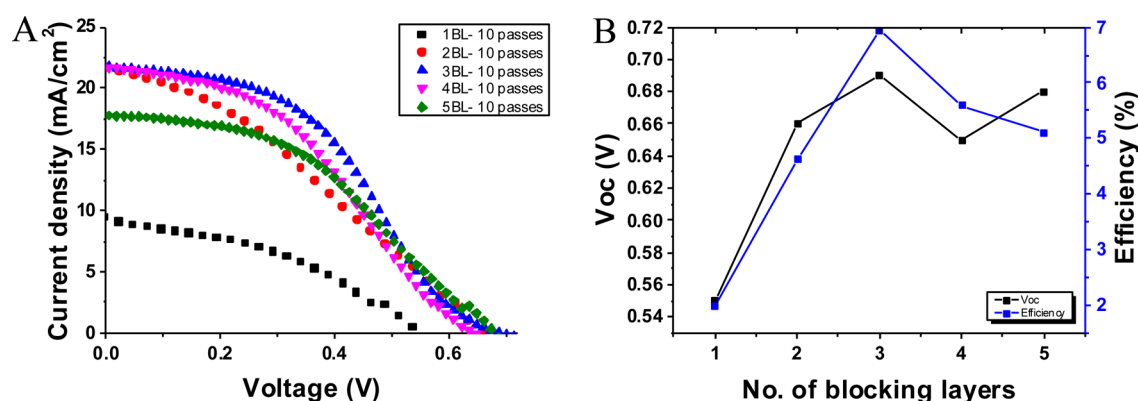 A
Current density (mA/cm²)
25
20
15
10
5
0
0.0
0.2
0.4
0.6
Voltage (V)
1BL- 10 passes
2BL- 10 passes
3BL- 10 passes
4BL- 10 passes
5BL- 10 passes
B
Voc (V)
0.72
0.70
0.68
0.66
0.64
0.62
0.60
0.58
0.56
0.54
1
2
3
4
5
No. of blocking layers
Voc
Efficiency
7
6
5
4
3
2
Efficiency (%)